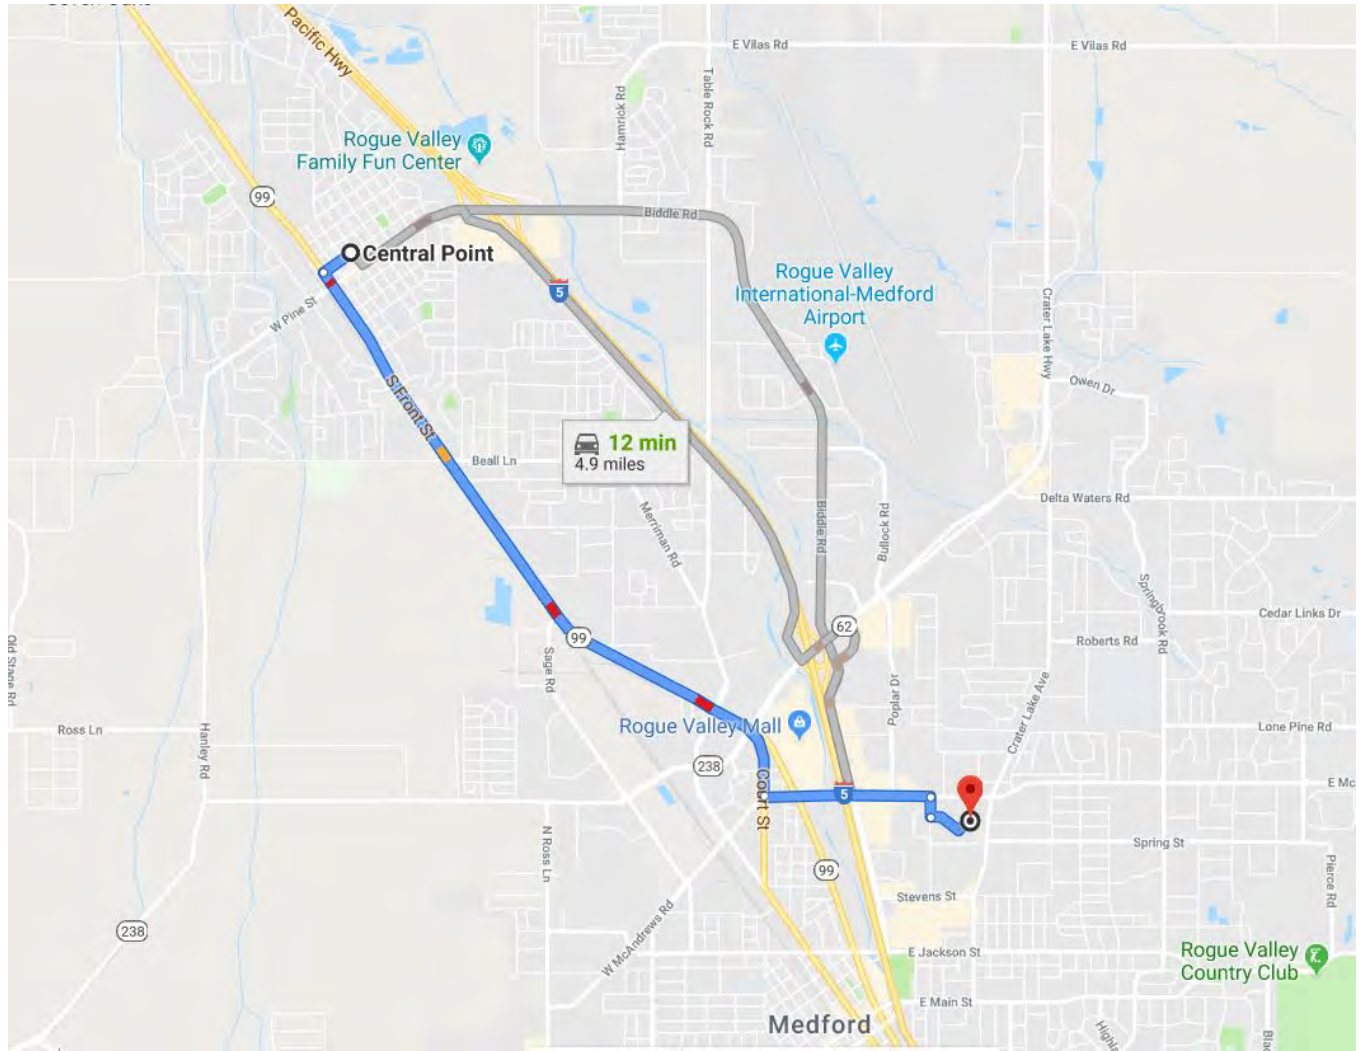 Pacific Hwy
E Vilas Rd
E Vilas Rd
Hamrick Rd
Table Rock Rd
Rogue Valley
Family Fun Center
99
Biddle Rd
Central Point
5
Rogue Valley
International-Medford
Airport
W Pine St
Crater Lake Hwy
Owen Dr
S Front St
12 min
4.9 miles
Beall Ln
Delta Waters Rd
Merriman Rd
Biddle Rd
Bullock Rd
Springbrook Rd
Cedar Links Dr
62
99
Roberts Rd
Old Stage Rd
Sage Rd
Poplar Dr
Crater Lake Ave
Ross Ln
Hanley Rd
Rogue Valley Mall
Lone Pine Rd
238
5
E Mc
Court St
N Ross Ln
Spring St
Pierce Rd
99
Stevens St
238
W McAndrews Rd
E Jackson St
Rogue Valley
Country Club
E Main St
Medford
Highl
Bla